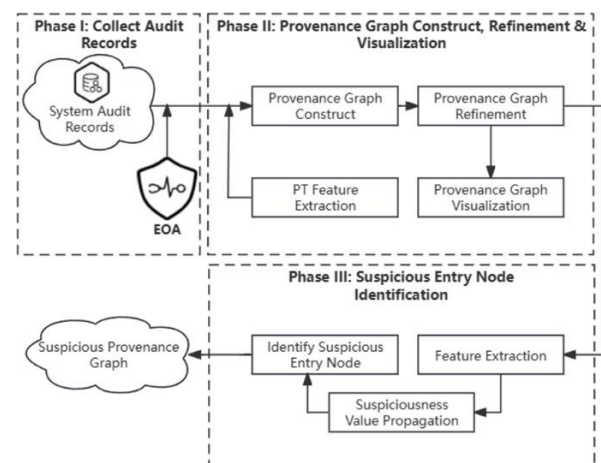 Phase I: Collect Audit
Records
System Audit
Records
EOA
Phase II: Provenance Graph Construct, Refinement &
Visualization
Provenance Graph
Construct
Provenance Graph
Refinement
PT Feature
Extraction
Provenance Graph
Visualization
Phase III: Suspicious Entry Node
Identification
Suspicious Provenance
Graph
Identify Suspicious
Entry Node
Feature Extraction
Suspiciousness
Value Propagation